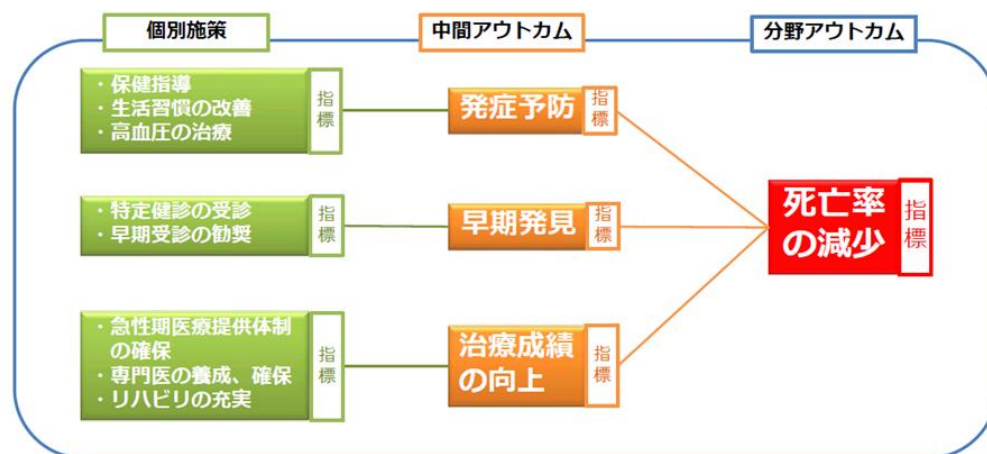 個別施策
中間アウトカム
分野アウトカム
・保健指導
・生活習慣の改善
・高血圧の治療
指標
発症予防
指標
・特定健診の受診
・早期受診の勧奨
指標
早期発見
指標
死亡率
の減少
指標
・急性期医療提供体制
の確保
・専門医の養成、確保
・リハビリの充実
指標
治療成績
の向上
指標